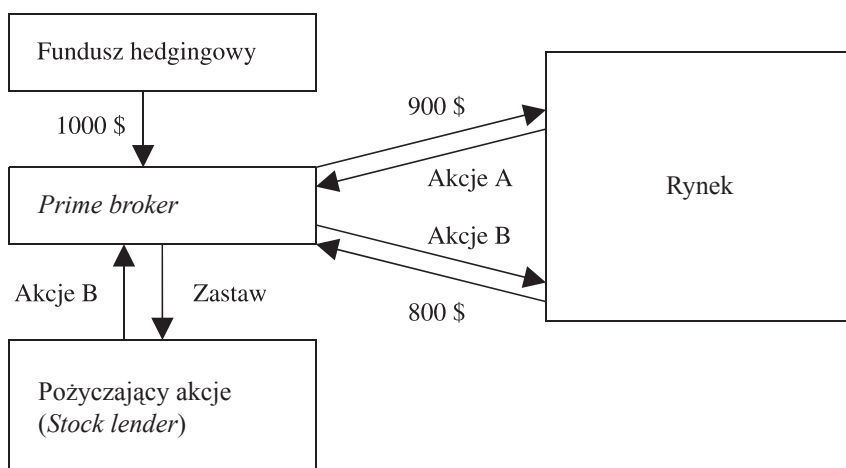 Fundusz hedgingowy
1000 $
900 $
Akcje A
Rynek
Prime broker
Akcje B
Akcje B
Zastaw
800 $
Pożyczający akcje
(Stock lender)